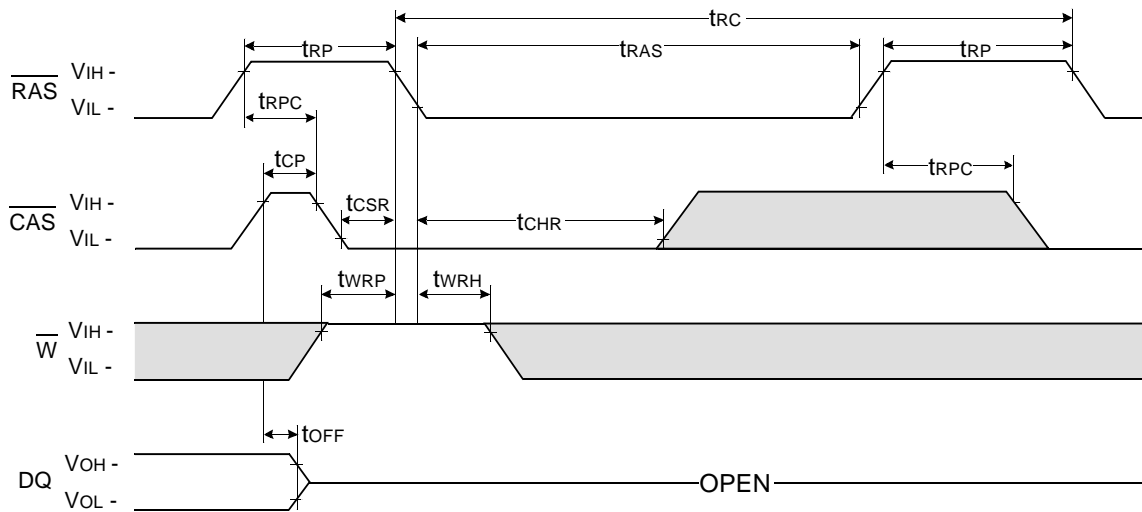 tRC
tRP
tRAS
tRP
RAS
VIH -
VIL -
tRPC
tCP
tRPC
CAS
VIH -
VIL -
tCSR
tCHR
tWRP
tWRH
W
VIH -
VIL -
tOFF
DQ
VOH -
VOL -
OPEN